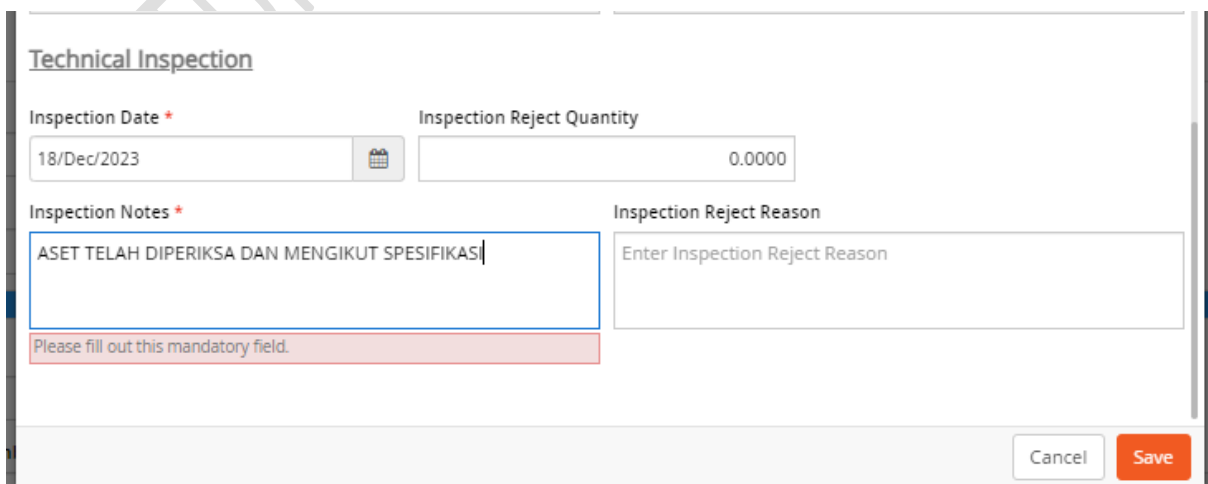 Technical Inspection
Inspection Date *
Inspection Reject Quantity
18/Dec/2023
0.0000
Inspection Notes *
Inspection Reject Reason
ASET TELAH DIPERIKSA DAN MENGIKUT SPESIFIKASI
Enter Inspection Reject Reason
Please fill out this mandatory field.
Cancel
Save